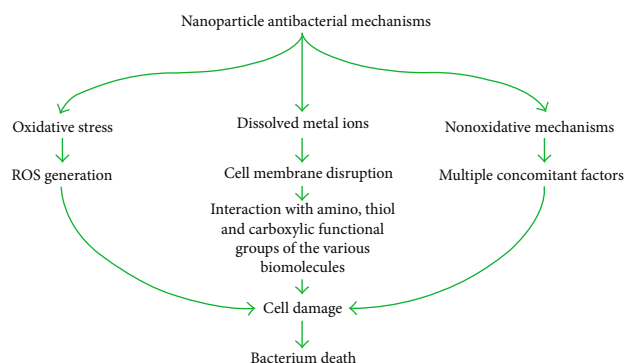 Nanoparticle antibacterial mechanisms
Oxidative stress
Dissolved metal ions
Nonoxidative mechanisms
ROS generation
Cell membrane disruption
Multiple concomitant factors
Interaction with amino, thiol
and carboxylic functional
groups of the various
biomolecules
Cell damage
Bacterium death